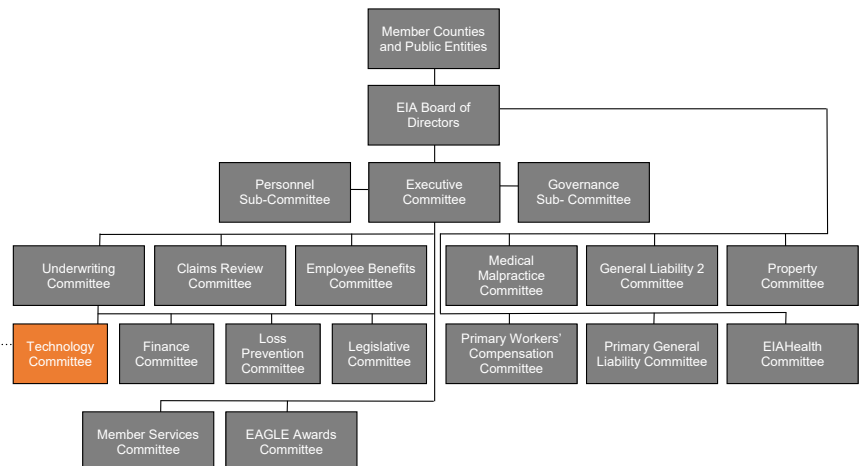 Member Counties
and Public Entities
EIA Board of
Directors
Personnel
Sub-Committee
Executive
Committee
Governance
Sub- Committee
Underwriting
Committee
Claims Review
Committee
Employee Benefits
Committee
Medical
Malpractice
Committee
General Liability 2
Committee
Property
Committee
Technology
Committee
Finance
Committee
Loss
Prevention
Committee
Legislative
Committee
Primary Workers’
Compensation
Committee
Primary General
Liability Committee
EIAHealth
Committee
Member Services
Committee
EAGLE Awards
Committee